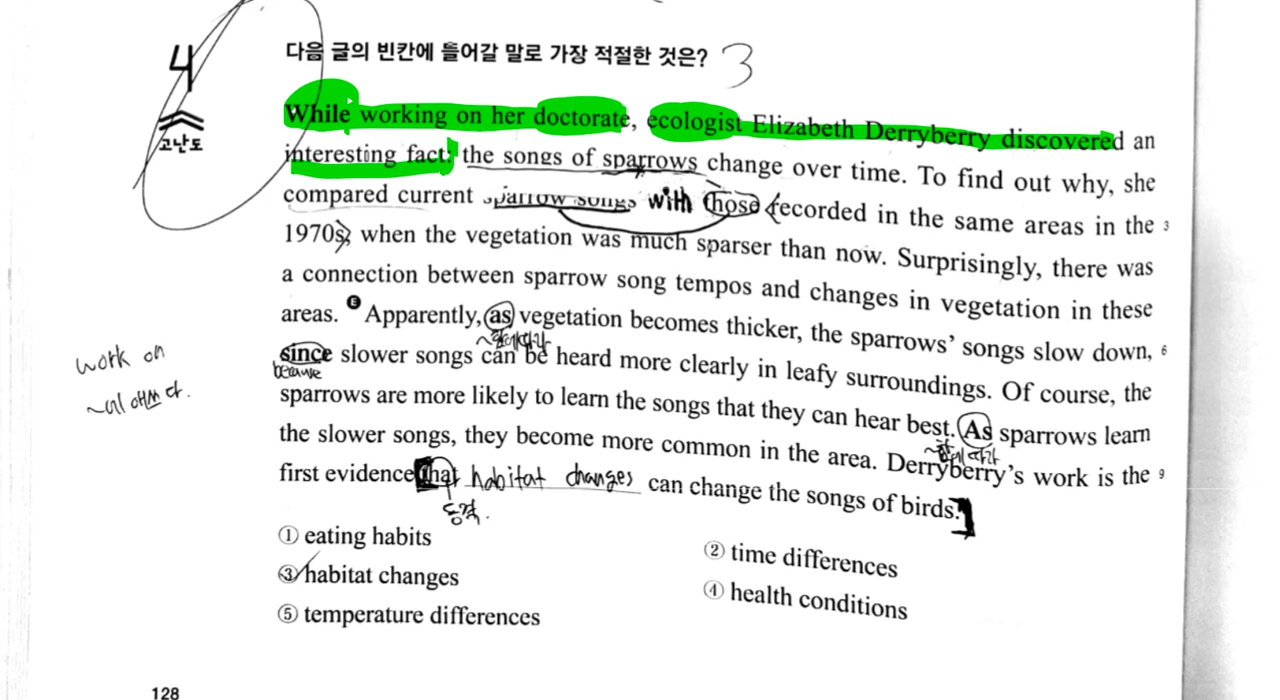 4
고난도
다음 글의 빈칸에 들어갈 말로 가장 적절한 것은? 3
While working on her doctorate, ecologist Elizabeth Derryberry discovered an
interesting fact: the songs of sparrows change over time. To find out why, she
compared current sparrow songs with those recorded in the same areas in the 3
1970s, when the vegetation was much sparser than now. Surprisingly, there was
a connection between sparrow song tempos and changes in vegetation in these
areas. E Apparently, as vegetation becomes thicker, the sparrows' songs slow down, 6
~함에따라
since slower songs can be heard more clearly in leafy surroundings. Of course, the
because
work on
~에 애쓰다.
sparrows are more likely to learn the songs that they can hear best. As sparrows learn
~함에 따라
the slower songs, they become more common in the area. Derryberry's work is the 9
first evidence that habitat changes can change the songs of birds.
동격.
① eating habits
② time differences
③ habitat changes
④ health conditions
⑤ temperature differences
128